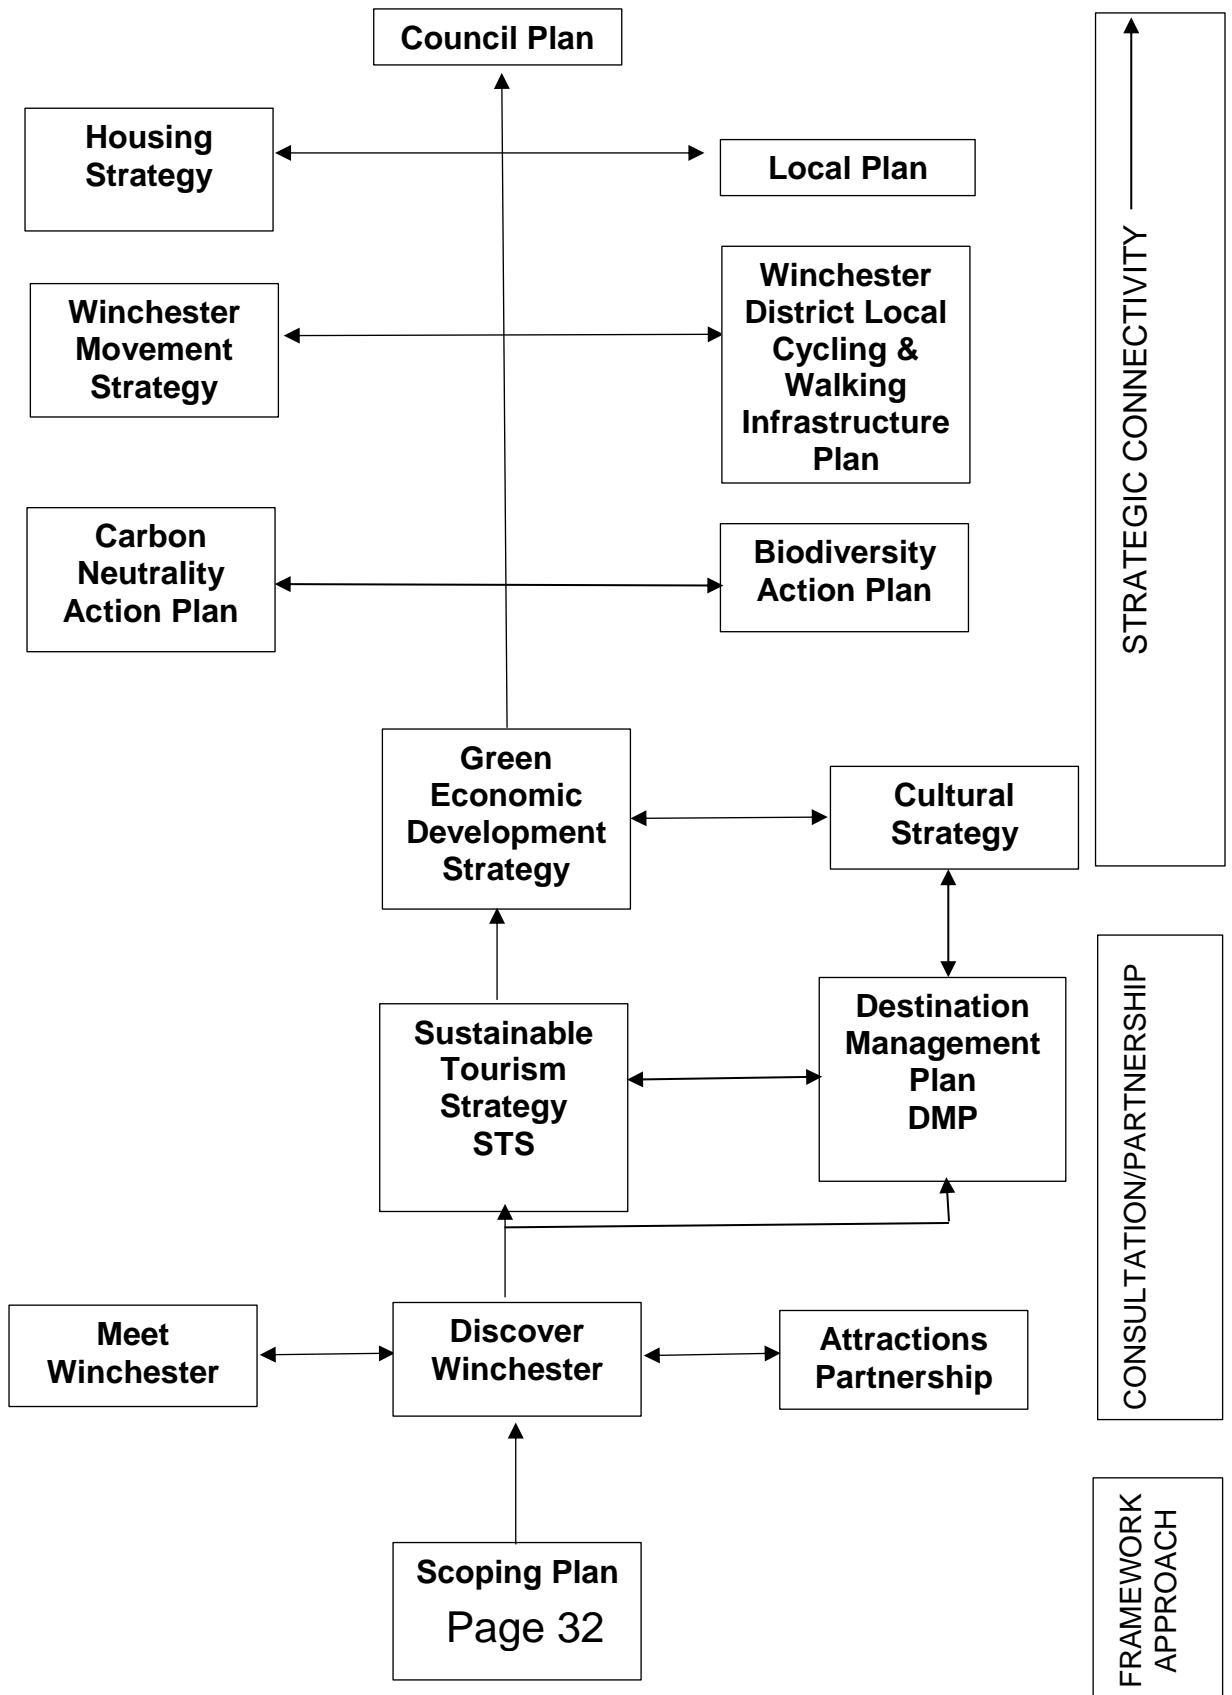 Council Plan
Housing
Strategy
Local Plan
Winchester
Movement
Strategy
Winchester
District Local
Cycling &
Walking
Infrastructure
Plan
Carbon
Neutrality
Action Plan
Biodiversity
Action Plan
STRATEGIC CONNECTIVITY
Green
Economic
Development
Strategy
Cultural
Strategy
Sustainable
Tourism
Strategy
STS
Destination
Management
Plan
DMP
CONSULTATION/PARTNERSHIP
Meet
Winchester
Discover
Winchester
Attractions
Partnership
Scoping Plan
Page 32
FRAMEWORK
APPROACH